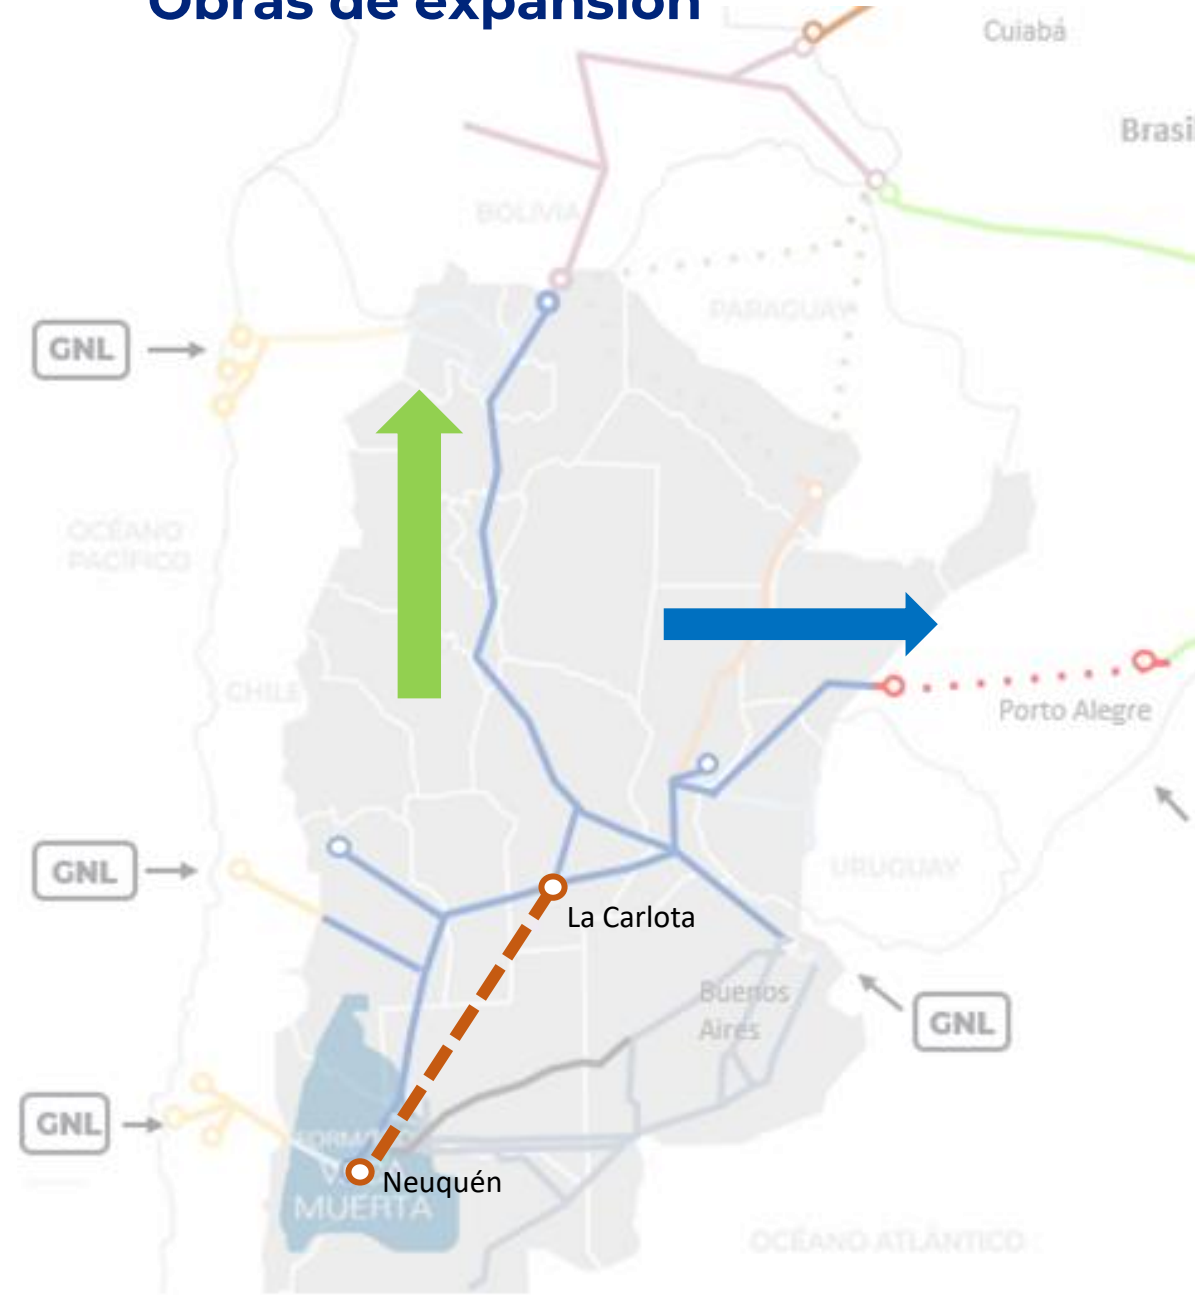 Obras de expansión
Cuiabá
Brasil
BOLIVIA
PARAGUAY
GNL
OCÉANO
PACÍFICO
CHILE
Porto Alegre
GNL
URUGUAY
La Carlota
Buenos
Aires
GNL
GNL
Neuquén
MUERTA
OCÉANO ATLÁNTICO